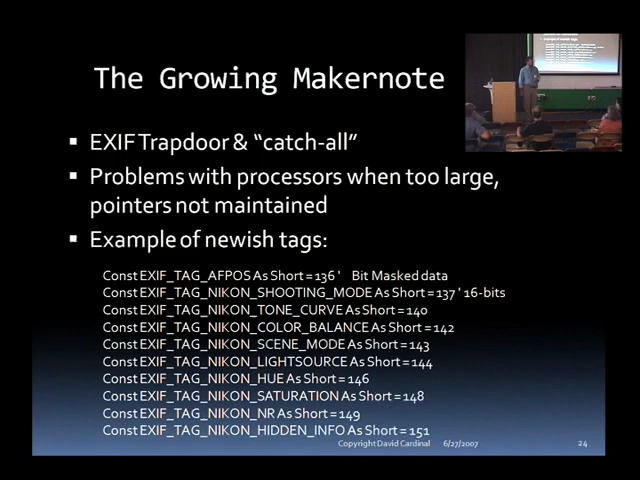 The Growing Makernote
EXIF Trapdoor & “catch-all”
Problems with processors when too large,
pointers not maintained
Example of newish tags:
Const EXIF_TAG_AFPOS As Short = 136 ' Bit Masked data
Const EXIF_TAG_NIKON_SHOOTING_MODE As Short = 137 ' 16-bits
Const EXIF_TAG_NIKON_TONE_CURVE As Short = 140
Const EXIF_TAG_NIKON_COLOR_BALANCE As Short = 142
Const EXIF_TAG_NIKON_SCENE_MODE As Short = 143
Const EXIF_TAG_NIKON_LIGHTSOURCE As Short = 144
Const EXIF_TAG_NIKON_HUE As Short = 146
Const EXIF_TAG_NIKON_SATURATION As Short = 148
Const EXIF_TAG_NIKON_NR As Short = 149
Const EXIF_TAG_NIKON_HIDDEN_INFO As Short = 151
Copyright David Cardinal 6/27/2007 24